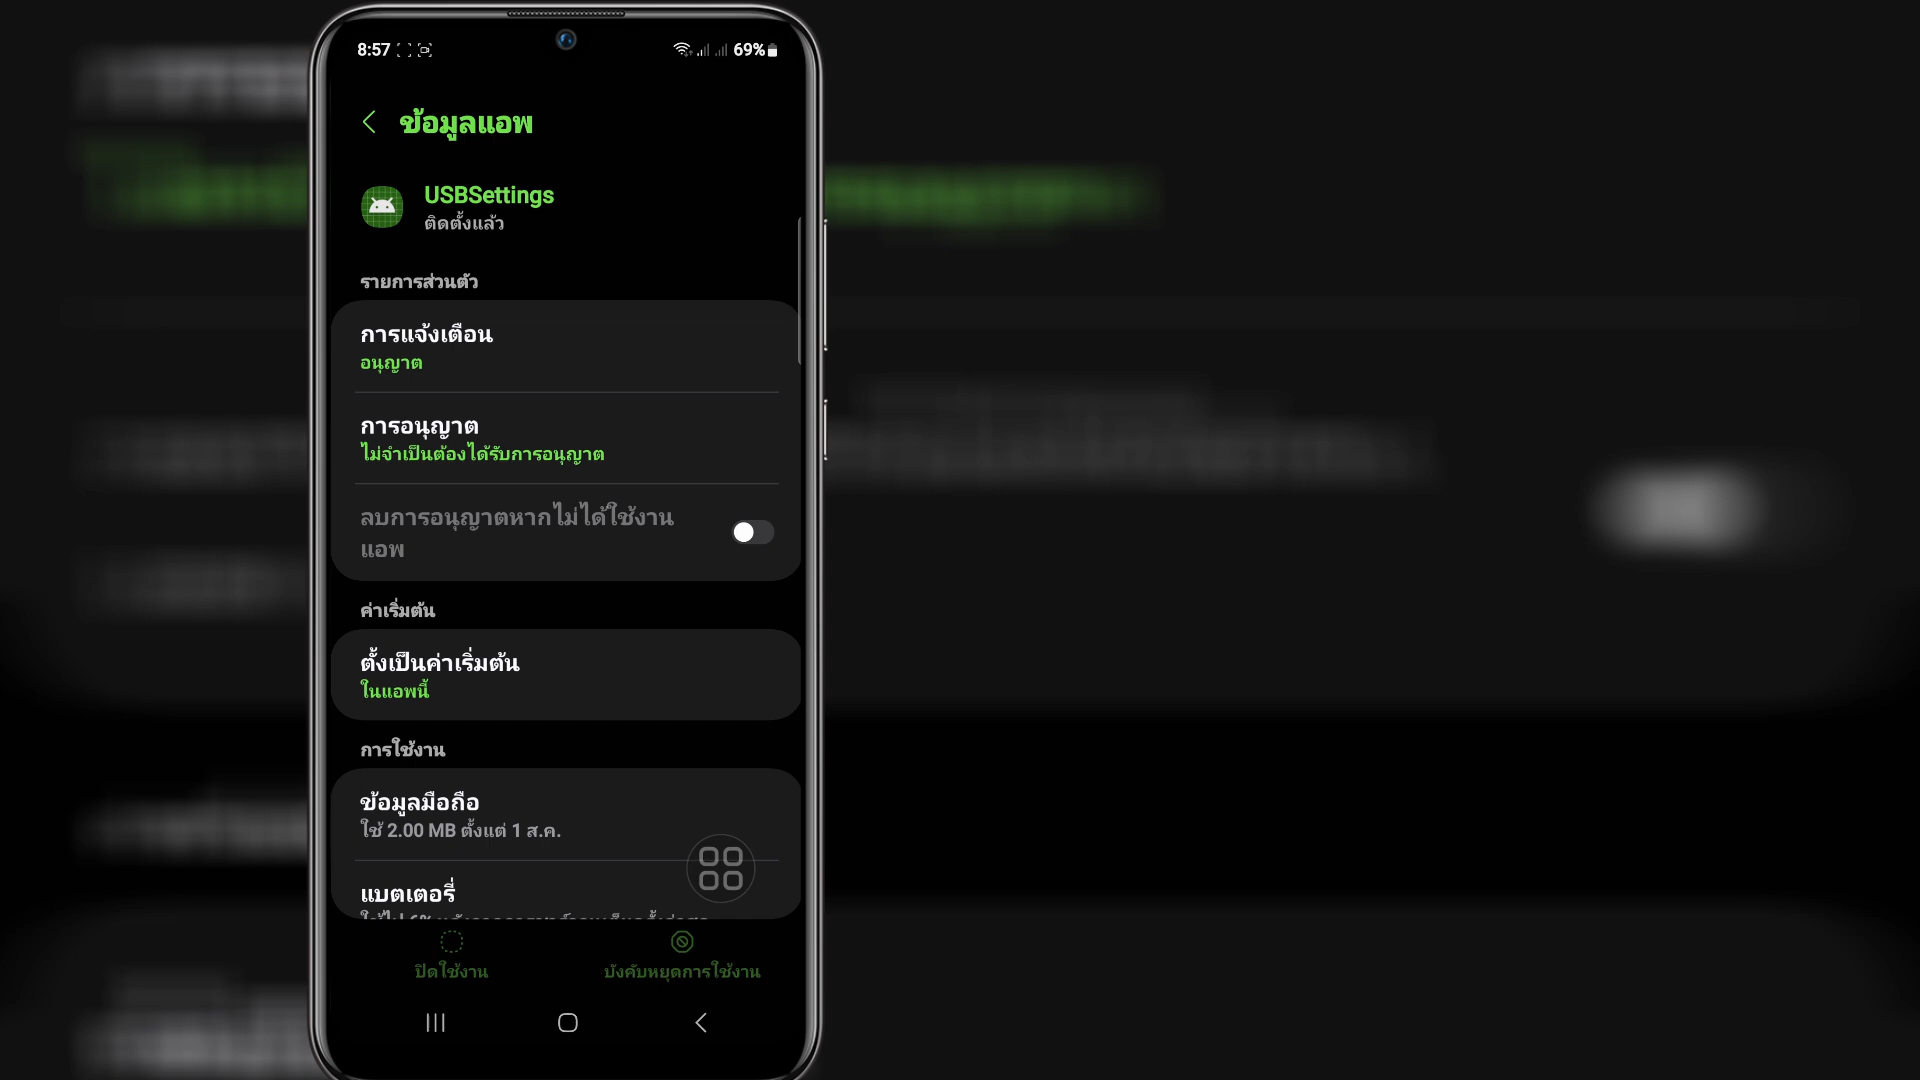 8:57
69%
ข้อมูลแอพ
USBSettings
ติดตั้งแล้ว
รายการส่วนตัว
การแจ้งเตือน
อนุญาต
การอนุญาต
ไม่จำเป็นต้องได้รับการอนุญาต
ลบการอนุญาตหากไม่ได้ใช้งาน
แอพ
ค่าเริ่มต้น
ตั้งเป็นค่าเริ่มต้น
ในแอพนี้
การใช้งาน
ข้อมูลมือถือ
ใช้ 2.00 MB ตั้งแต่ 1 ส.ค.
แบตเตอรี่
ปิดใช้งาน
บังคับหยุดการใช้งาน